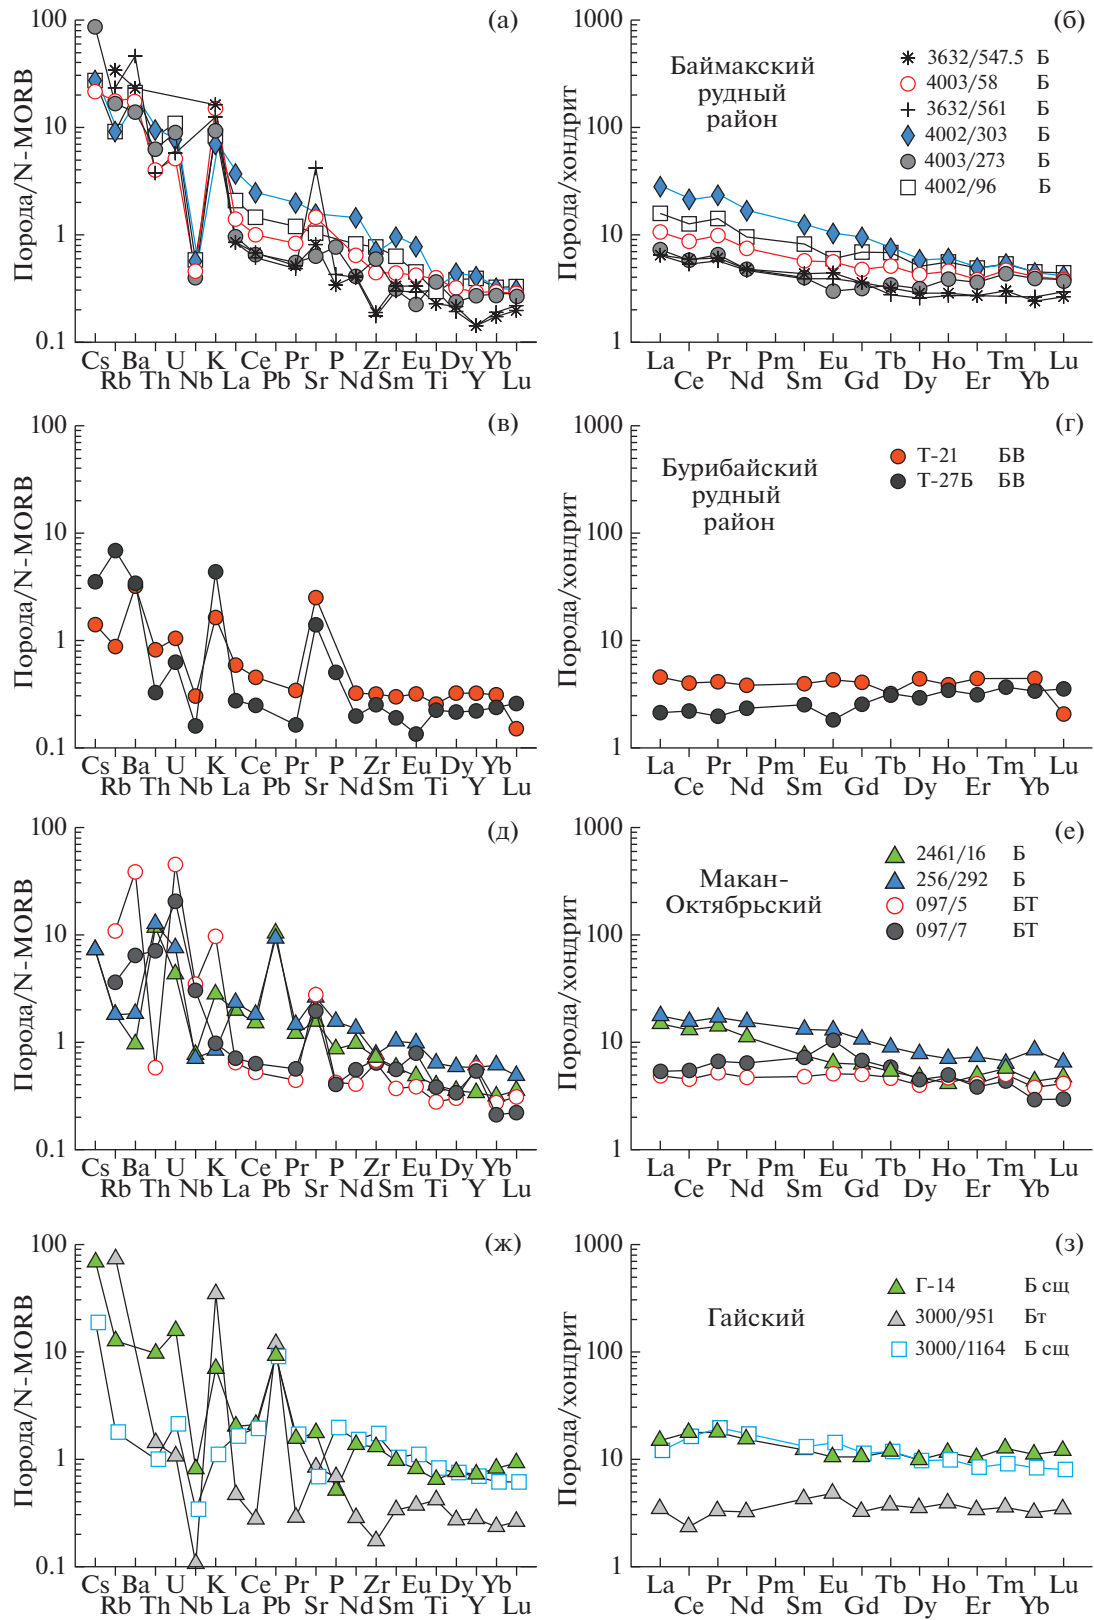 (а)
100
10
1
0.1
Порода/N-MORB
Cs Ba U K Ce Pr P Zr Eu Dy Yb
Rb Th Nb La Pb Sr Nd Sm Ti Y Lu
(б)
1000
100
10
1
Порода/хондрит
Баймакский
рудный
район
3632/547.5 Б
4003/58 Б
3632/561 Б
4002/303 Б
4003/273 Б
4002/96 Б
La Pr Pm Eu Tb Ho Tm Lu
Ce Nd Sm Gd Dy Er Yb
(в)
100
10
1
0.1
Порода/N-MORB
Cs Ba U K Ce Pr P Zr Eu Dy Yb
Rb Th Nb La Pb Sr Nd Sm Ti Y Lu
(г)
1000
100
10
1
Порода/хондрит
Бурибайский
рудный
район
Т-21 БВ
Т-27Б БВ
La Pr Pm Eu Tb Ho Tm Lu
Ce Nd Sm Gd Dy Er Yb
(д)
100
10
1
0.1
Порода/N-MORB
Cs Ba U K Ce Pr P Zr Eu Dy Yb
Rb Th Nb La Pb Sr Nd Sm Ti Y Lu
(е)
1000
100
10
1
Порода/хондрит
Макан-
Октябрьский
2461/16 Б
256/292 Б
097/5 БТ
097/7 БТ
La Pr Pm Eu Tb Ho Tm Lu
Ce Nd Sm Gd Dy Er Yb
(ж)
100
10
1
0.1
Порода/N-MORB
Cs Ba U K Ce Pr P Zr Eu Dy Yb
Rb Th Nb La Pb Sr Nd Sm Ti Y Lu
(з)
1000
100
10
1
Порода/хондрит
Гайский
Г-14 Б сщ
3000/951 Бт
3000/1164 Б сщ
La Pr Pm Eu Tb Ho Tm Lu
Ce Nd Sm Gd Dy Er Yb